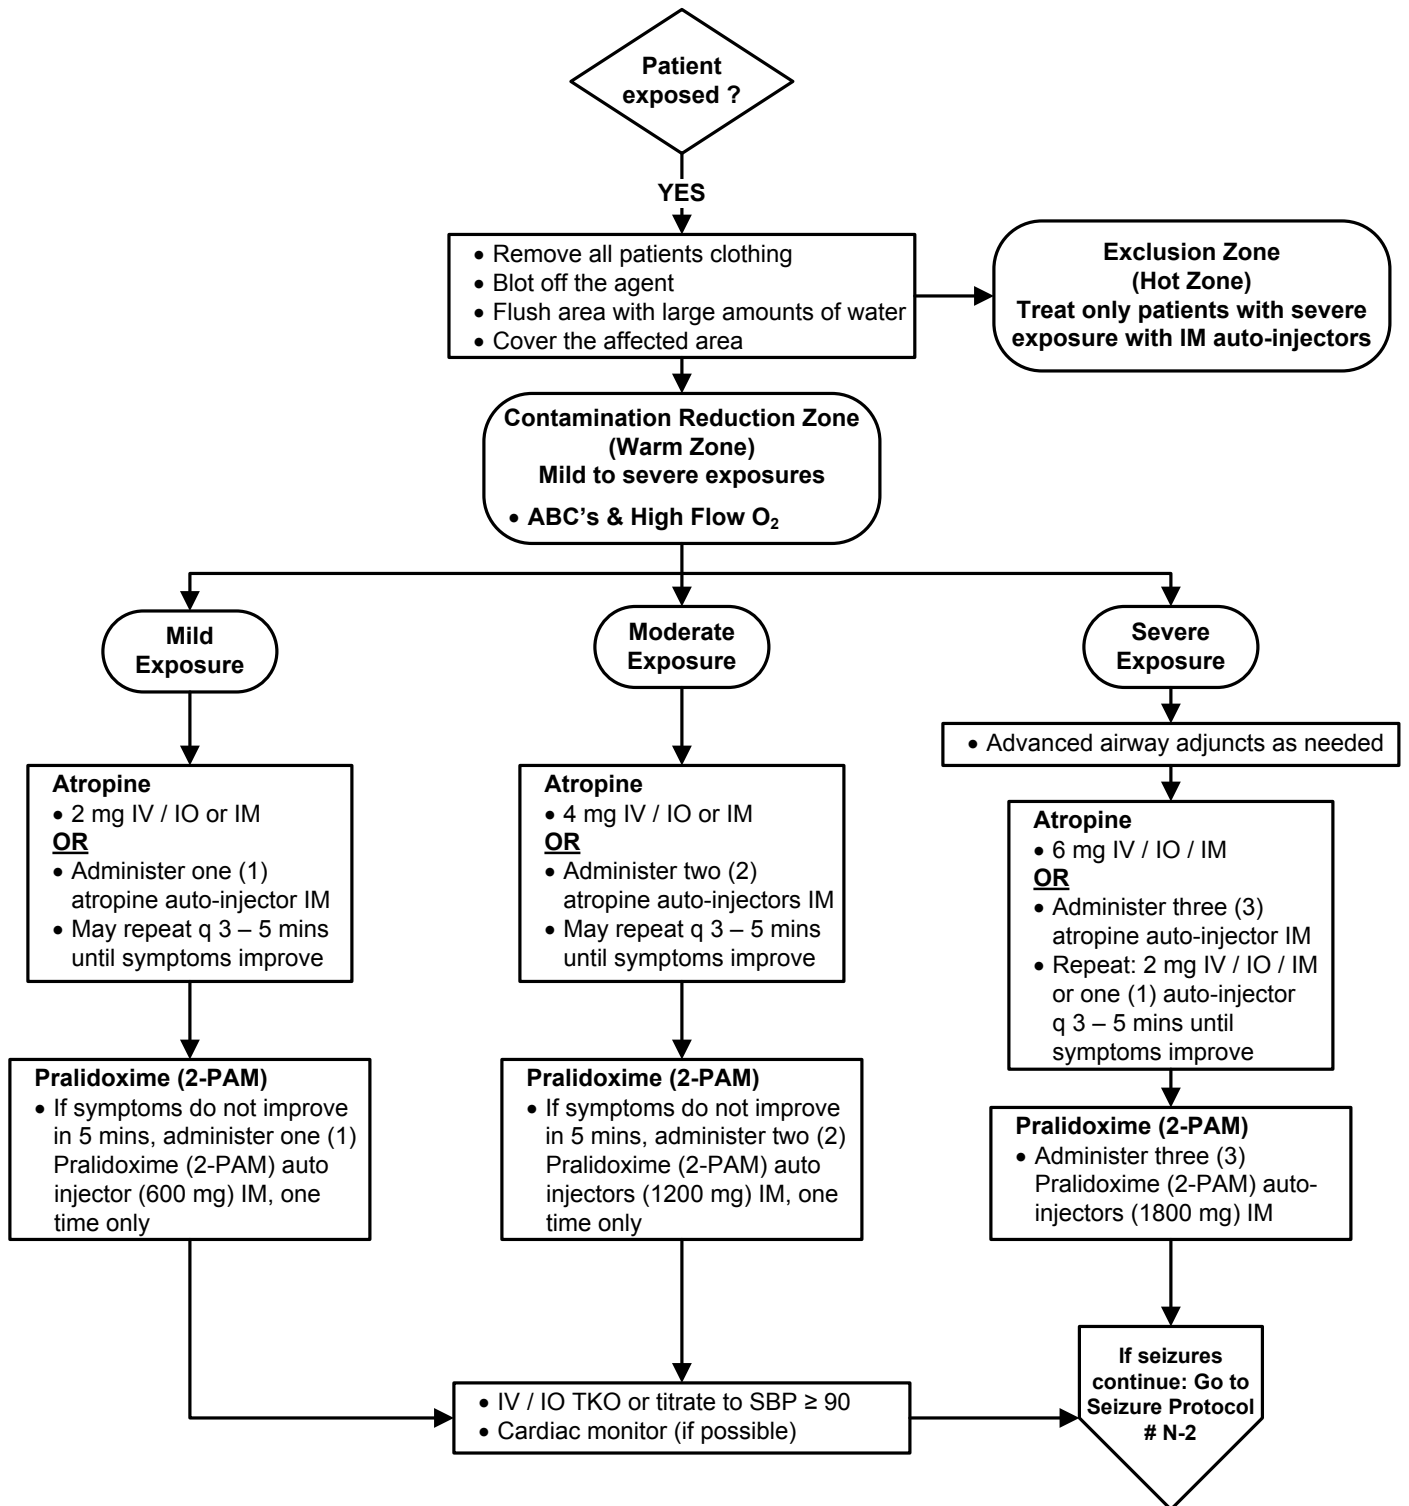 Patient
exposed ?
YES
• Remove all patients clothing
• Blot off the agent
• Flush area with large amounts of water
• Cover the affected area
Exclusion Zone
(Hot Zone)
Treat only patients with severe
exposure with IM auto-injectors
Contamination Reduction Zone
(Warm Zone)
Mild to severe exposures
• ABC's & High Flow O₂
Mild
Exposure
Atropine
• 2 mg IV / IO or IM
OR
• Administer one (1)
atropine auto-injector IM
• May repeat q 3 – 5 mins
until symptoms improve
Pralidoxime (2-PAM)
• If symptoms do not improve
in 5 mins, administer one (1)
Pralidoxime (2-PAM) auto
injector (600 mg) IM, one
time only
Moderate
Exposure
Atropine
• 4 mg IV / IO or IM
OR
• Administer two (2)
atropine auto-injectors IM
• May repeat q 3 – 5 mins
until symptoms improve
Pralidoxime (2-PAM)
• If symptoms do not improve
in 5 mins, administer two (2)
Pralidoxime (2-PAM) auto
injectors (1200 mg) IM, one
time only
Severe
Exposure
• Advanced airway adjuncts as needed
Atropine
• 6 mg IV / IO / IM
OR
• Administer three (3)
atropine auto-injector IM
• Repeat: 2 mg IV / IO / IM
or one (1) auto-injector
q 3 – 5 mins until
symptoms improve
Pralidoxime (2-PAM)
• Administer three (3)
Pralidoxime (2-PAM) auto-
injectors (1800 mg) IM
• IV / IO TKO or titrate to SBP ≥ 90
• Cardiac monitor (if possible)
If seizures
continue: Go to
Seizure Protocol
# N-2